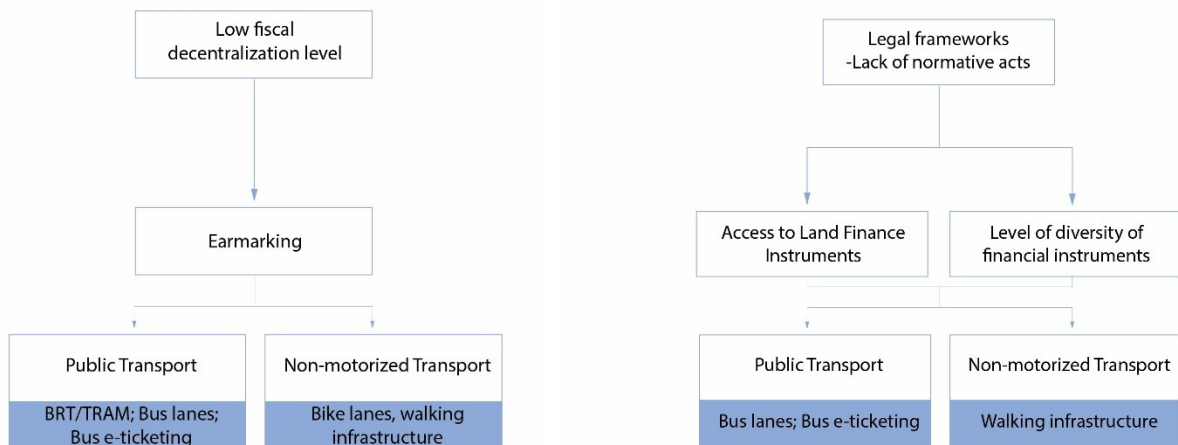 Low fiscal
decentralization level
Earmarking
Public Transport
BRT/TRAM; Bus lanes;
Bus e-ticketing
Non-motorized Transport
Bike lanes, walking
infrastructure
Legal frameworks
-Lack of normative acts
Access to Land Finance
Instruments
Level of diversity of
financial instruments
Public Transport
Bus lanes; Bus e-ticketing
Non-motorized Transport
Walking infrastructure